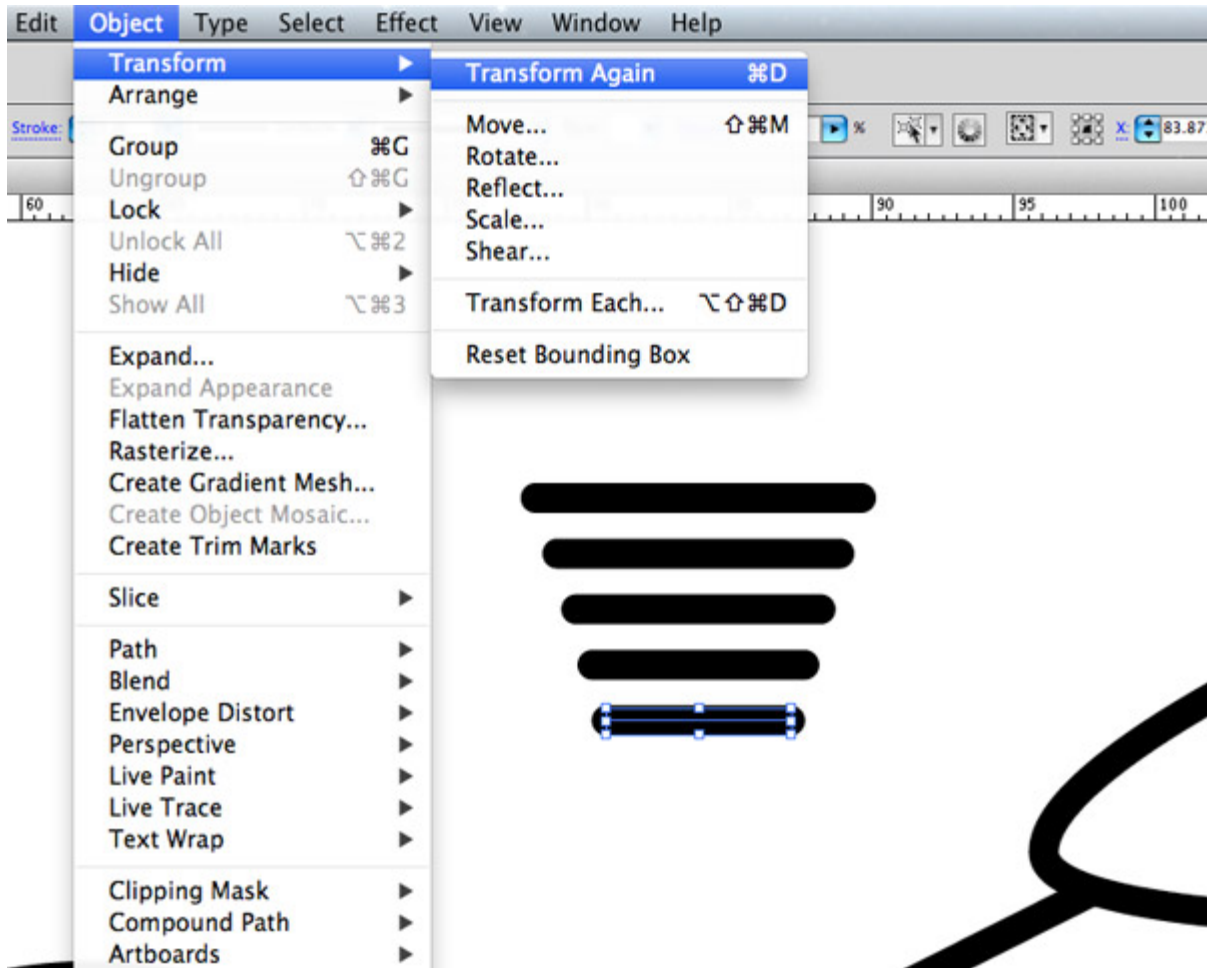 Edit Object Type Select Effect View Window Help
Transform ▶
Arrange ▶
Group ⌘G
Ungroup ⇧⌘G
Lock ▶
Unlock All ⌥⌘2
Hide ▶
Show All ⌥⌘3
Expand...
Expand Appearance
Flatten Transparency...
Rasterize...
Create Gradient Mesh...
Create Object Mosaic...
Create Trim Marks
Slice ▶
Path ▶
Blend ▶
Envelope Distort ▶
Perspective ▶
Live Paint ▶
Live Trace ▶
Text Wrap ▶
Clipping Mask ▶
Compound Path ▶
Artboards ▶
Transform Again ⌘D
Move... ⇧⌘M
Rotate...
Reflect...
Scale...
Shear...
Transform Each... ⌥⇧⌘D
Reset Bounding Box
Stroke:
% X: 83.87
60 90 95 100